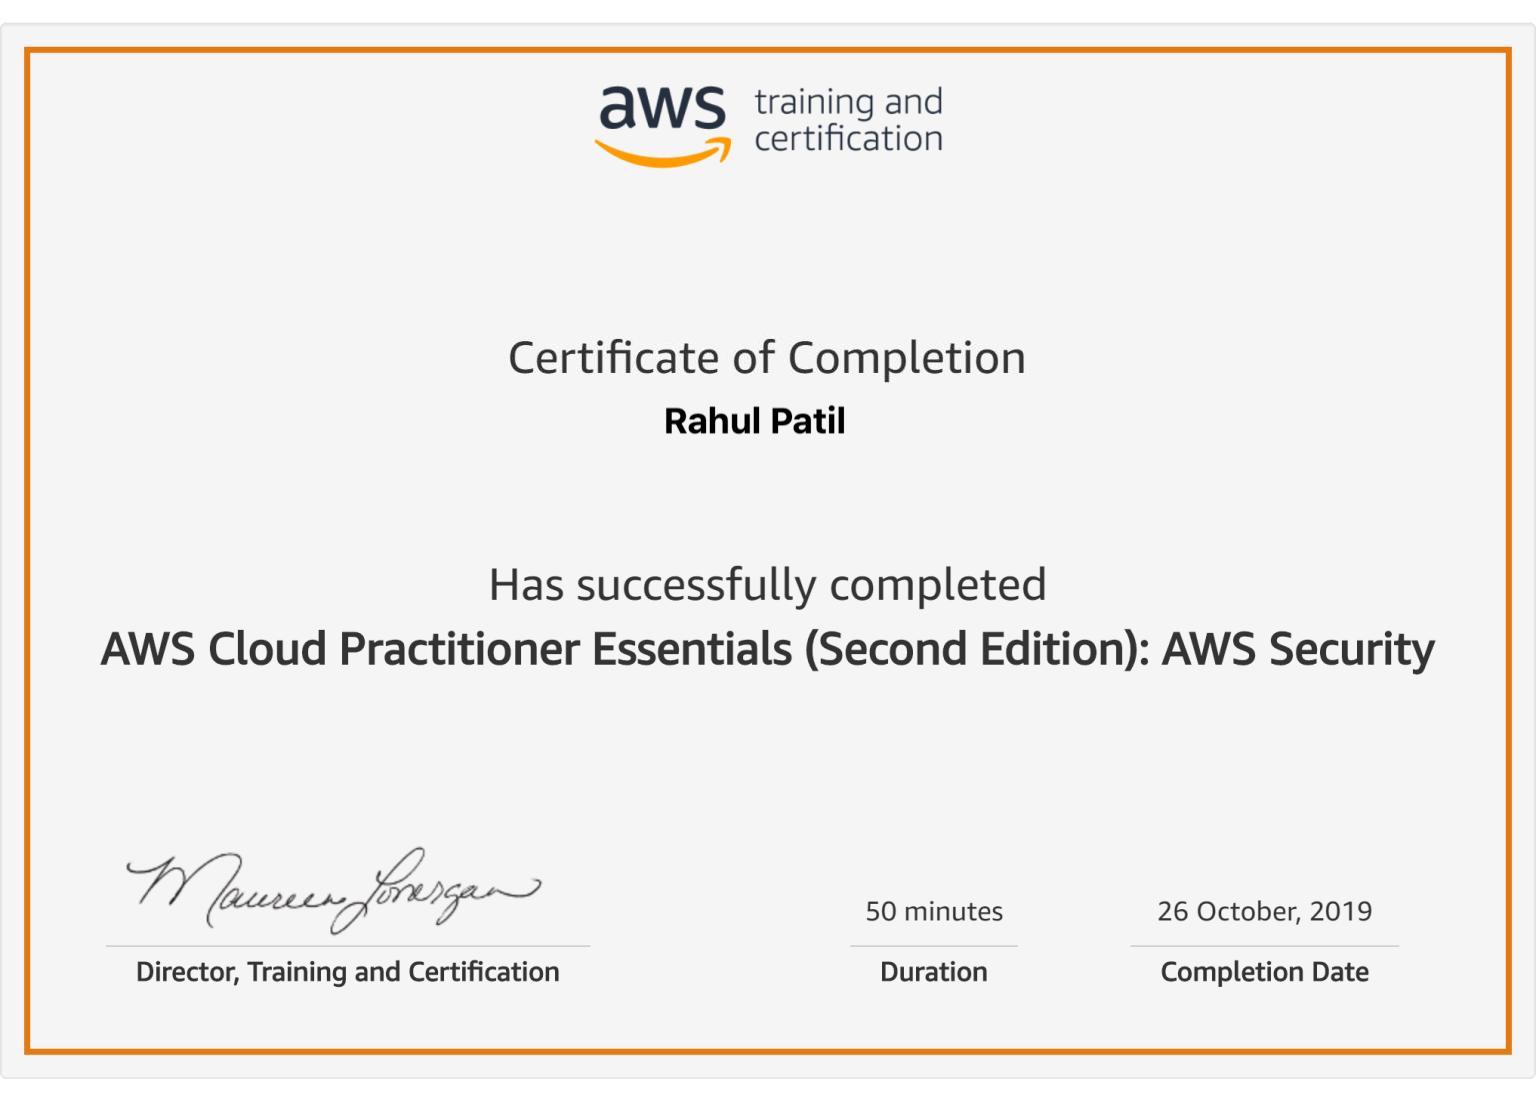 aws training and
certification
Certificate of Completion
Rahul Patil
Has successfully completed
AWS Cloud Practitioner Essentials (Second Edition): AWS Security
Maureen Lonergan
50 minutes
26 October, 2019
Director, Training and Certification
Duration
Completion Date